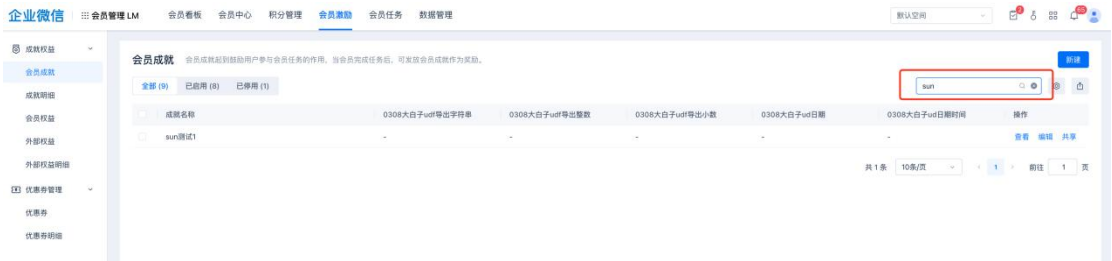 企业微信 会员管理 LM 会员看板 会员中心 积分管理 会员激励 会员任务 数据管理 默认空间 2 65
成就权益
会员成就
成就明细
会员权益
外部权益
外部权益明细
优惠券管理
优惠券
优惠券明细
会员成就 会员成就起到鼓励用户参与会员任务的作用，当会员完成任务后，可发放会员成就作为奖励。 新建
全部 (9) 已启用 (8) 已停用 (1) sun
成就名称 0308大白子udf导出字符串 0308大白子udf导出整数 0308大白子udf导出小数 0308大白子ud日期 0308大白子ud日期时间 操作
sun测试1 - - - - - 查看 编辑 共享
共 1 条 10条/页 1 前往 1 页